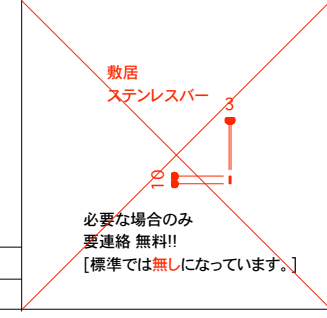 敷居
ステンレスバー
3
10
必要な場合のみ
要連絡 無料!!
[標準では無しになっています。]